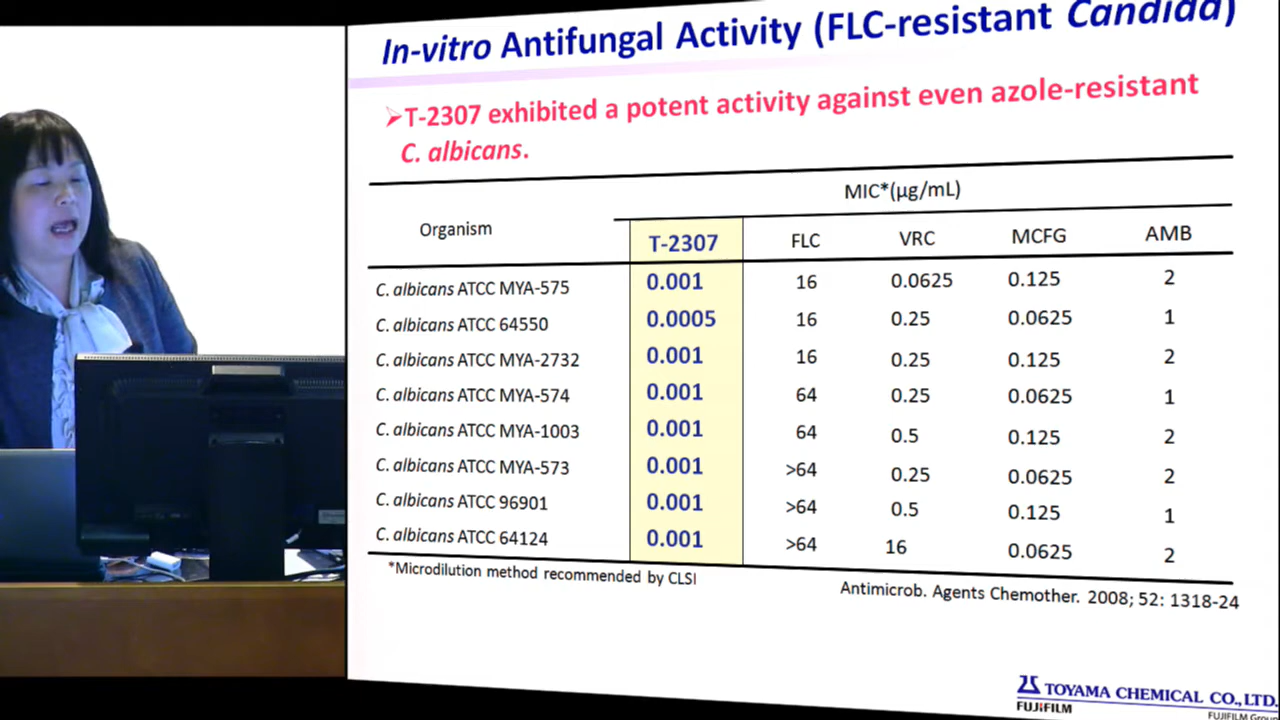 In-vitro Antifungal Activity (FLC-resistant Candida)
➢T-2307 exhibited a potent activity against even azole-resistant
C. albicans.
MIC*(µg/mL)
Organism T-2307 FLC VRC MCFG AMB
C. albicans ATCC MYA-575 0.001 16 0.0625 0.125 2
C. albicans ATCC 64550 0.0005 16 0.25 0.0625 1
C. albicans ATCC MYA-2732 0.001 16 0.25 0.125 2
C. albicans ATCC MYA-574 0.001 64 0.25 0.0625 1
C. albicans ATCC MYA-1003 0.001 64 0.5 0.125 2
C. albicans ATCC MYA-573 0.001 >64 0.25 0.0625 2
C. albicans ATCC 96901 0.001 >64 0.5 0.125 1
C. albicans ATCC 64124 0.001 >64 16 0.0625 2
*Microdilution method recommended by CLSI
Antimicrob. Agents Chemother. 2008; 52: 1318-24
TOYAMA CHEMICAL CO., LTD.
FUJIFILM
FUJIFILM Group